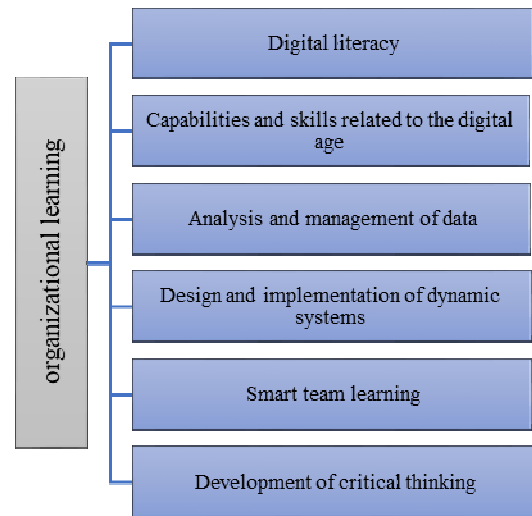 organizational learning
Digital literacy
Capabilities and skills related to the digital
age
Analysis and management of data
Design and implementation of dynamic
systems
Smart team learning
Development of critical thinking